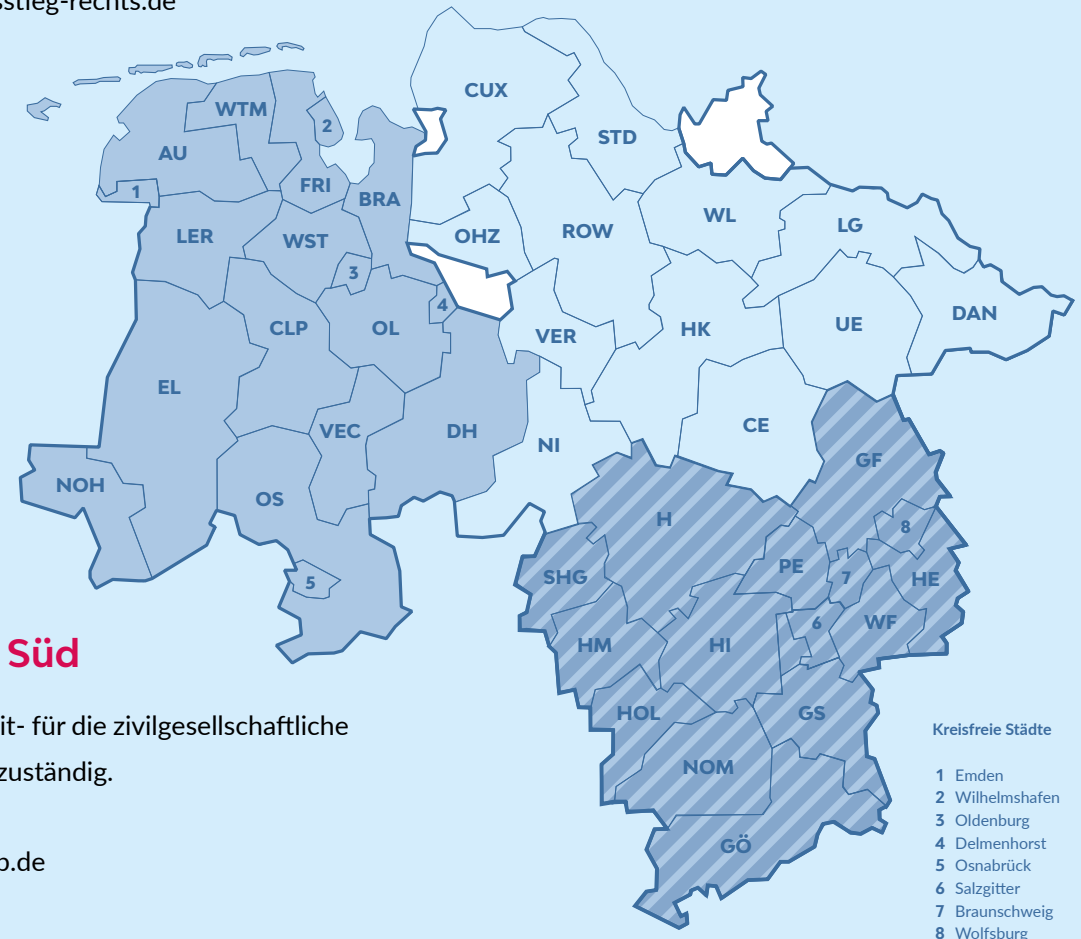 sstieg-rechts.de
CUX
WTM
2
STD
AU
1
FRI
BRA
WL
LG
LER
WST
OHZ
ROW
3
4
CLP
OL
VER
HK
UE
DAN
EL
VEC
DH
NI
CE
GF
NOH
OS
H
8
5
SHG
PE
7
HE
6
WF
HM
HI
HOL
GS
NOM
GÖ
Süd
it- für die zivilgesellschaftliche
zuständig.
o.de
Kreisfreie Städte
1 Emden
2 Wilhelmshafen
3 Oldenburg
4 Delmenhorst
5 Osnabrück
6 Salzgitter
7 Braunschweig
8 Wolfsburg